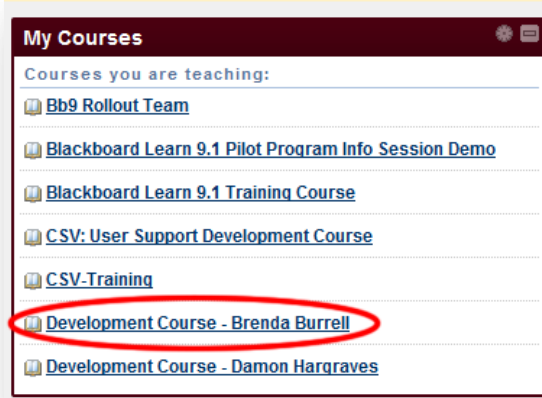 My Courses
Courses you are teaching:
Bb9 Rollout Team
Blackboard Learn 9.1 Pilot Program Info Session Demo
Blackboard Learn 9.1 Training Course
CSV: User Support Development Course
CSV-Training
Development Course - Brenda Burrell
Development Course - Damon Hargraves